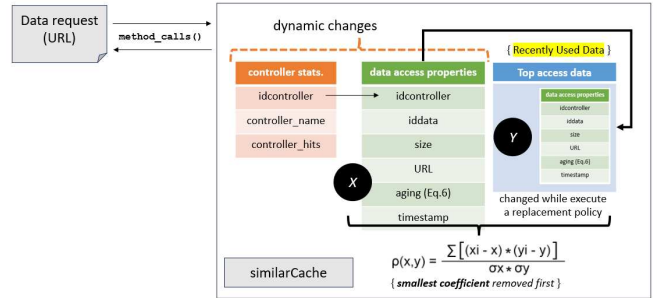 Data request
(URL)
method_calls()
dynamic changes
controller stats.
idcontroller
controller_name
controller_hits
data access properties
idcontroller
iddata
size
URL
aging (Eq.6)
timestamp
X
{ Recently Used Data }
Top access data
data access properties
idcontroller
iddata
size
URL
aging (Eq.6)
timestamp
Y
changed while execute
a replacement policy
similarCache
ρ(x,y) = ∑ [(xi - x) * (yi - y)] / σx * σy
{ smallest coefficient removed first }